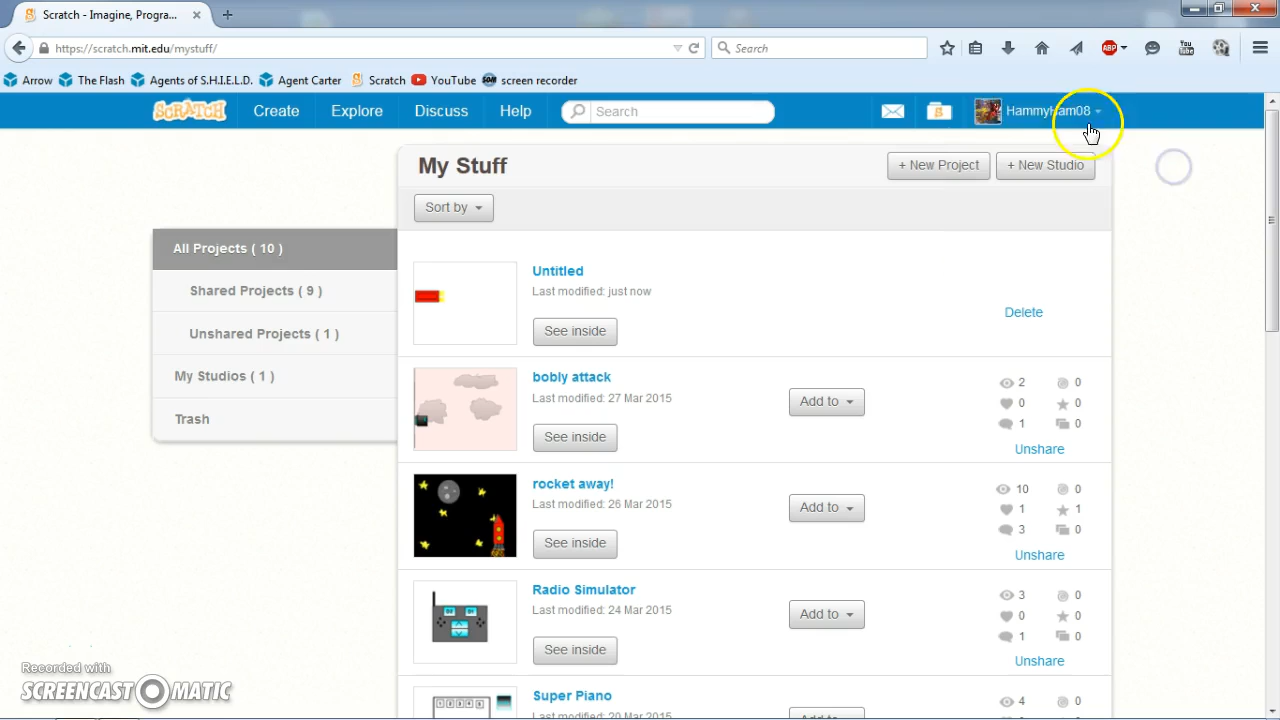 Scratch - Imagine, Progra...
https://scratch.mit.edu/mystuff/
Search
ABP
You Tube
Arrow The Flash Agents of S.H.I.E.L.D. Agent Carter Scratch YouTube SOM screen recorder
SCRATCH Create Explore Discuss Help Search HammyHam08
My Stuff
+ New Project + New Studio
Sort by
All Projects ( 10 )
Shared Projects ( 9 )
Unshared Projects ( 1 )
My Studios ( 1 )
Trash
Untitled
Last modified: just now
See inside
Delete
bobly attack
Last modified: 27 Mar 2015
See inside
Add to
2 0
0 0
1 0
Unshare
rocket away!
Last modified: 26 Mar 2015
See inside
Add to
10 0
1 1
3 0
Unshare
Radio Simulator
Last modified: 24 Mar 2015
See inside
Add to
3 0
0 0
1 0
Unshare
Super Piano
4 0
Recorded with
SCREENCAST MATIC